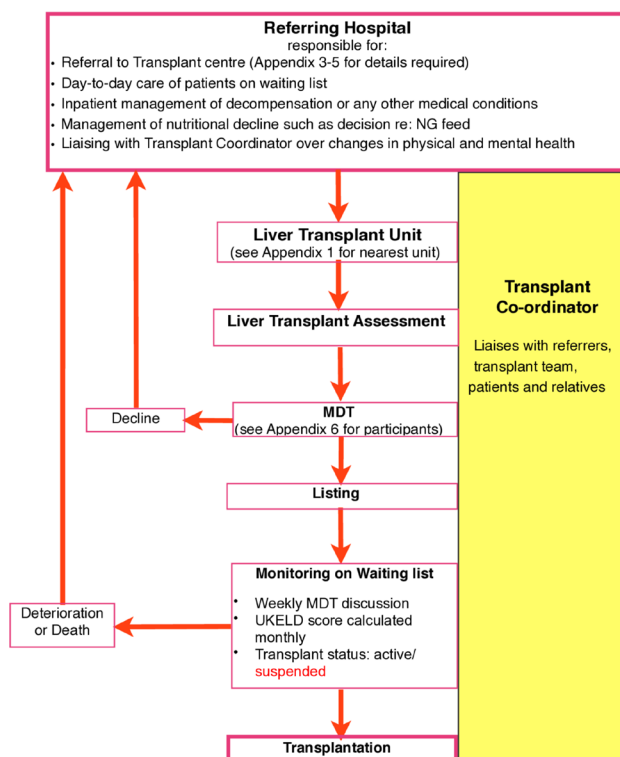 Referring Hospital
responsible for:
• Referral to Transplant centre (Appendix 3-5 for details required)
• Day-to-day care of patients on waiting list
• Inpatient management of decompensation or any other medical conditions
• Management of nutritional decline such as decision re: NG feed
• Liaising with Transplant Coordinator over changes in physical and mental health
Liver Transplant Unit
(see Appendix 1 for nearest unit)
Transplant
Co-ordinator
Liaises with referrers,
transplant team,
patients and relatives
Liver Transplant Assessment
MDT
(see Appendix 6 for participants)
Decline
Listing
Monitoring on Waiting list
• Weekly MDT discussion
• UKELD score calculated
monthly
• Transplant status: active/
suspended
Deterioration
or Death
Transplantation